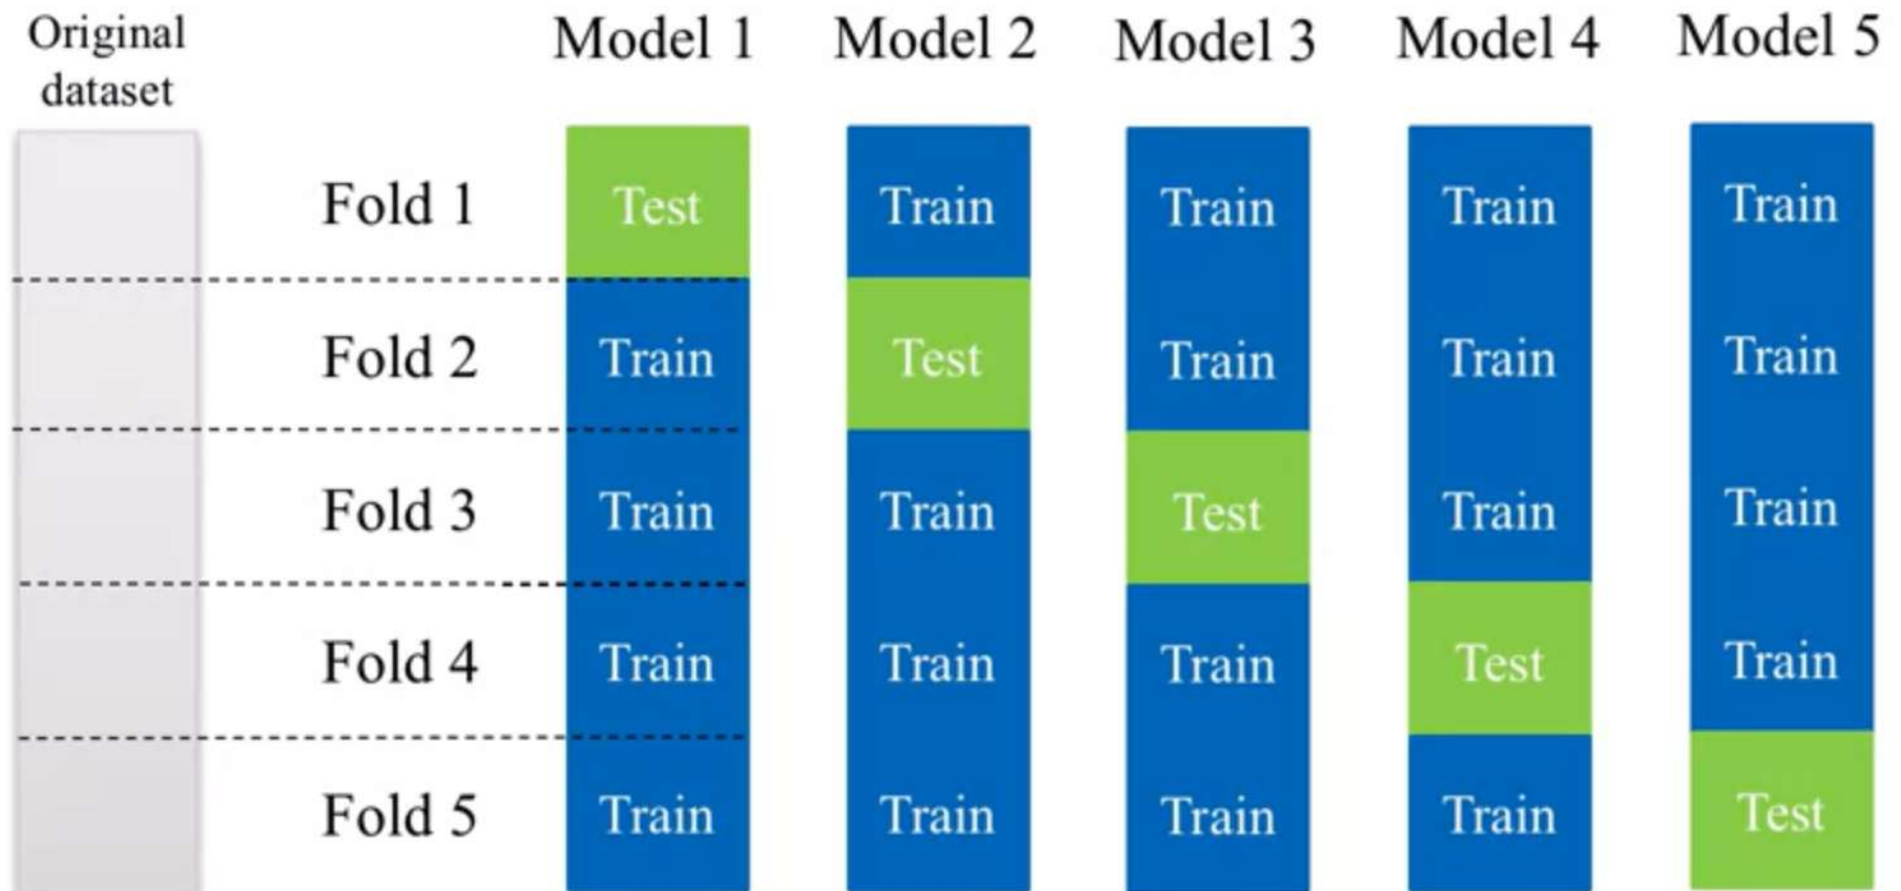 Original
dataset
Model 1 Model 2 Model 3 Model 4 Model 5
Fold 1 Test Train Train Train Train
Fold 2 Train Test Train Train Train
Fold 3 Train Train Test Train Train
Fold 4 Train Train Train Test Train
Fold 5 Train Train Train Train Test